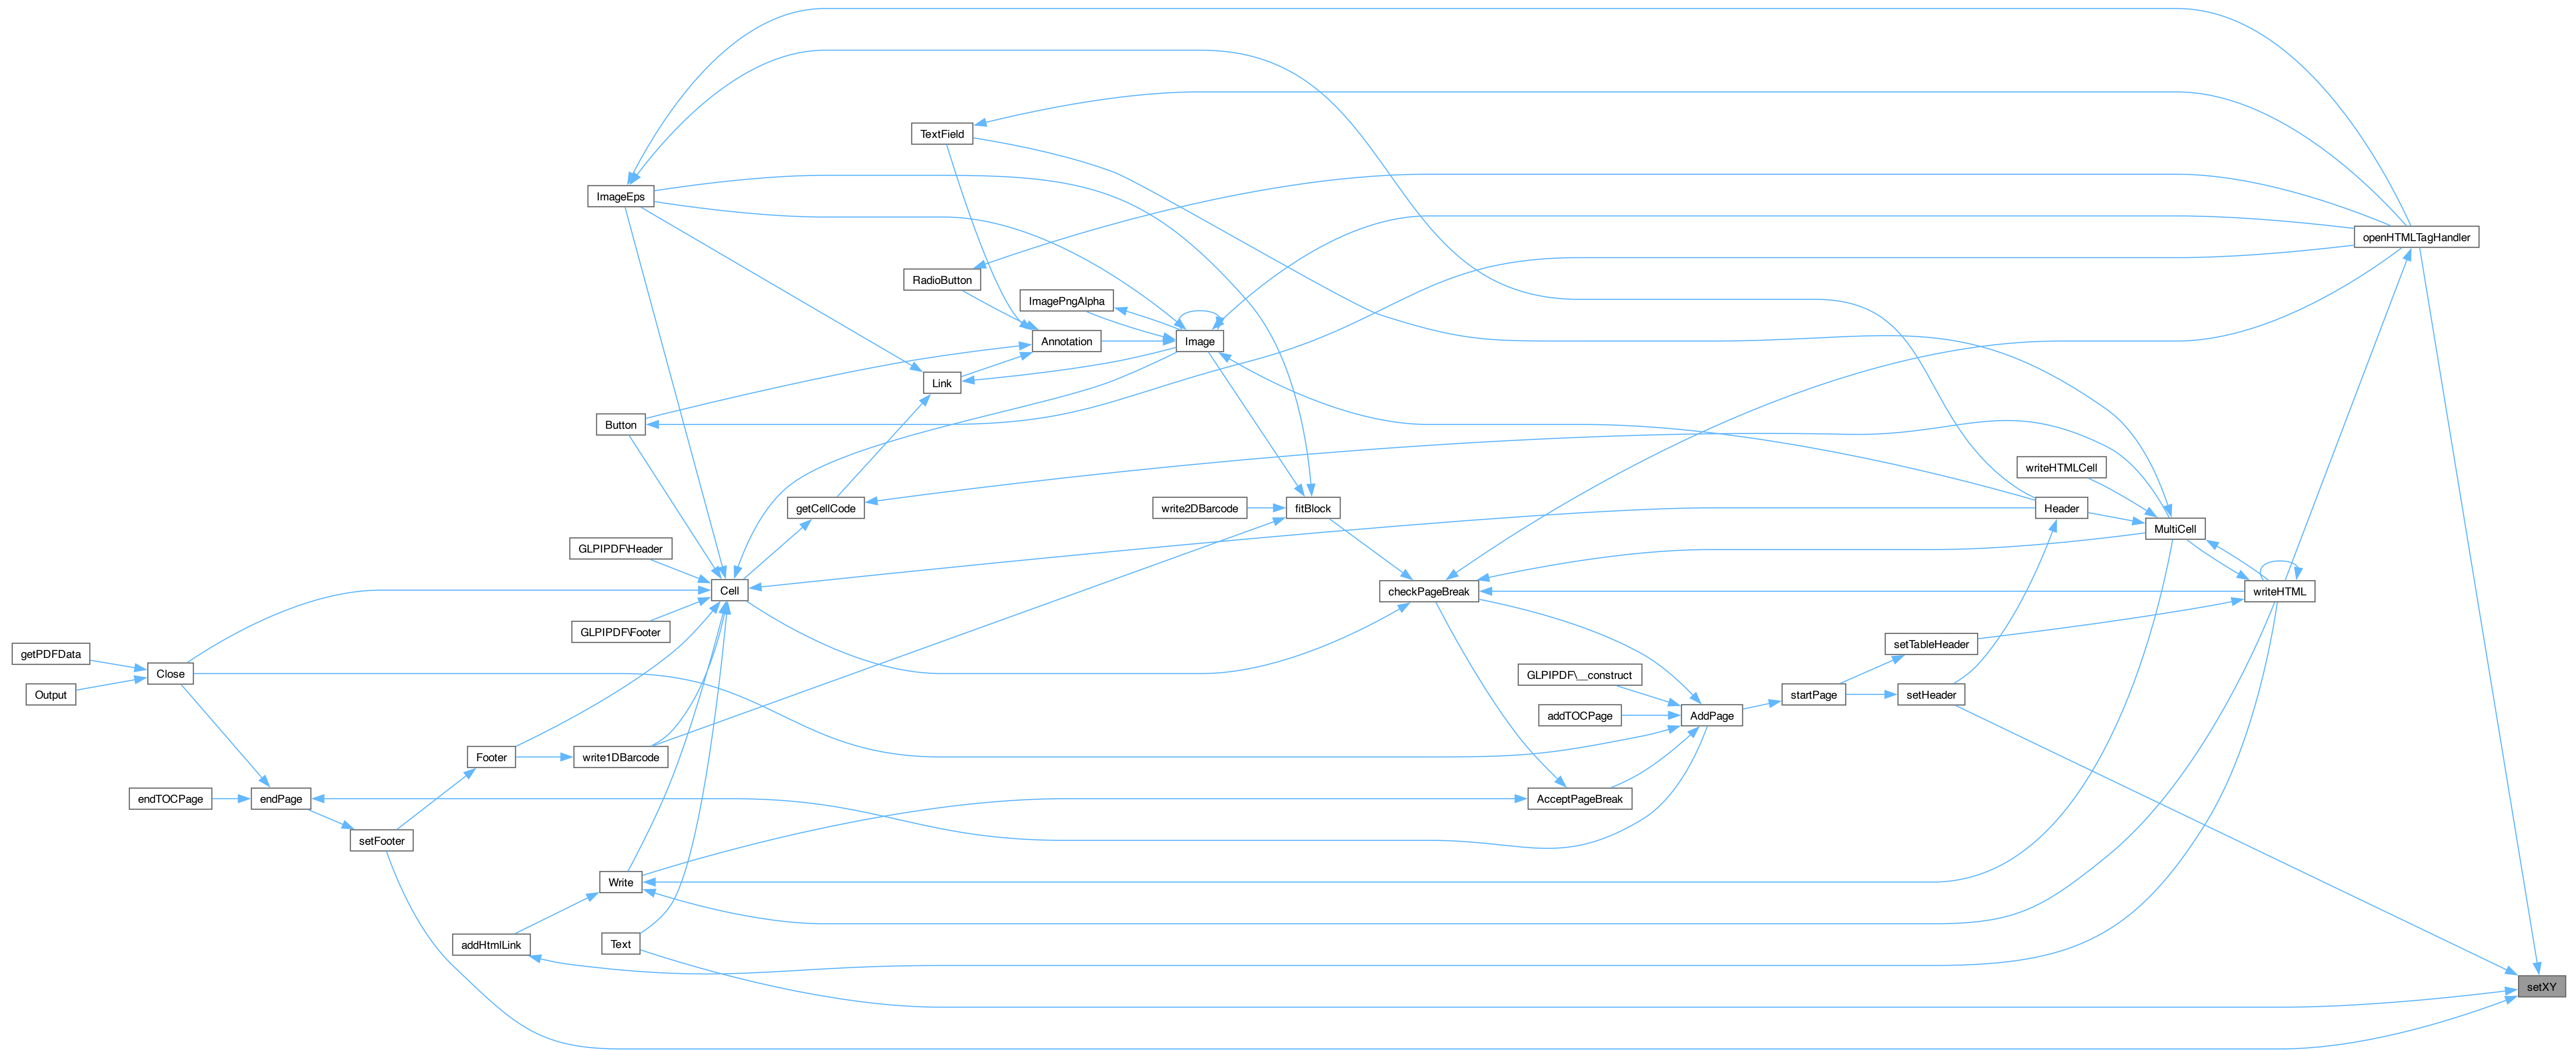 TextField
ImageEps
openHTMLTagHandler
RadioButton
ImagePngAlpha
Annotation
Image
Link
Button
writeHTMLCell
getCellCode
write2DBarcode
fitBlock
Header
MultiCell
GLPIPDF\Header
Cell
checkPageBreak
writeHTML
GLPIPDF\Footer
setTableHeader
getPDFData
Close
GLPIPDF\__construct
Output
startPage
setHeader
addTOCPage
AddPage
Footer
write1DBarcode
endTOCPage
endPage
AcceptPageBreak
setFooter
Write
addHtmlLink
Text
setXY